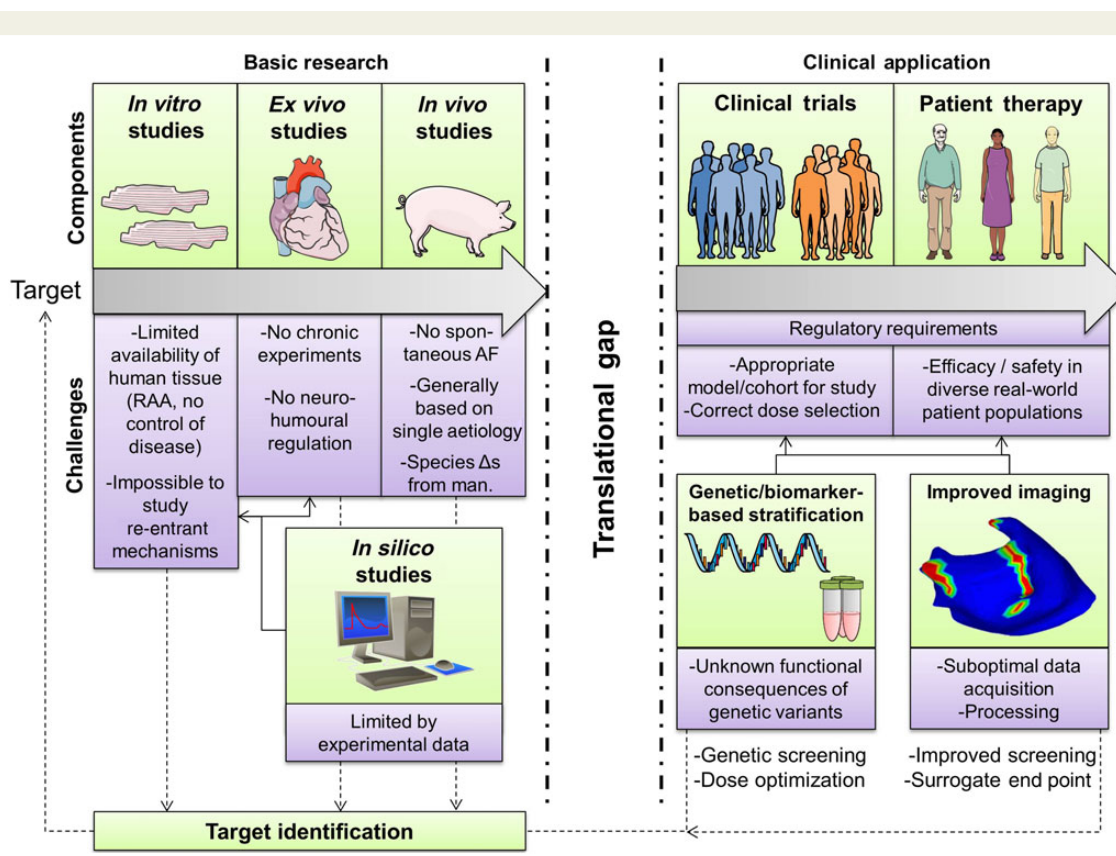 Basic research
Clinical application
Components
In vitro
studies
Ex vivo
studies
In vivo
studies
Clinical trials
Patient therapy
Target
Challenges
-Limited
availability of
human tissue
(RAA, no
control of
disease)
-Impossible to
study
re-entrant
mechanisms
-No chronic
experiments
-No neuro-
humoural
regulation
-No spon-
taneous AF
-Generally
based on
single aetiology
-Species Δs
from man.
In silico
studies
Limited by
experimental data
Translational gap
Regulatory requirements
-Appropriate
model/cohort for study
-Correct dose selection
-Efficacy / safety in
diverse real-world
patient populations
Genetic/biomarker-
based stratification
-Unknown functional
consequences of
genetic variants
-Genetic screening
-Dose optimization
Improved imaging
-Suboptimal data
acquisition
-Processing
-Improved screening
-Surrogate end point
Target identification